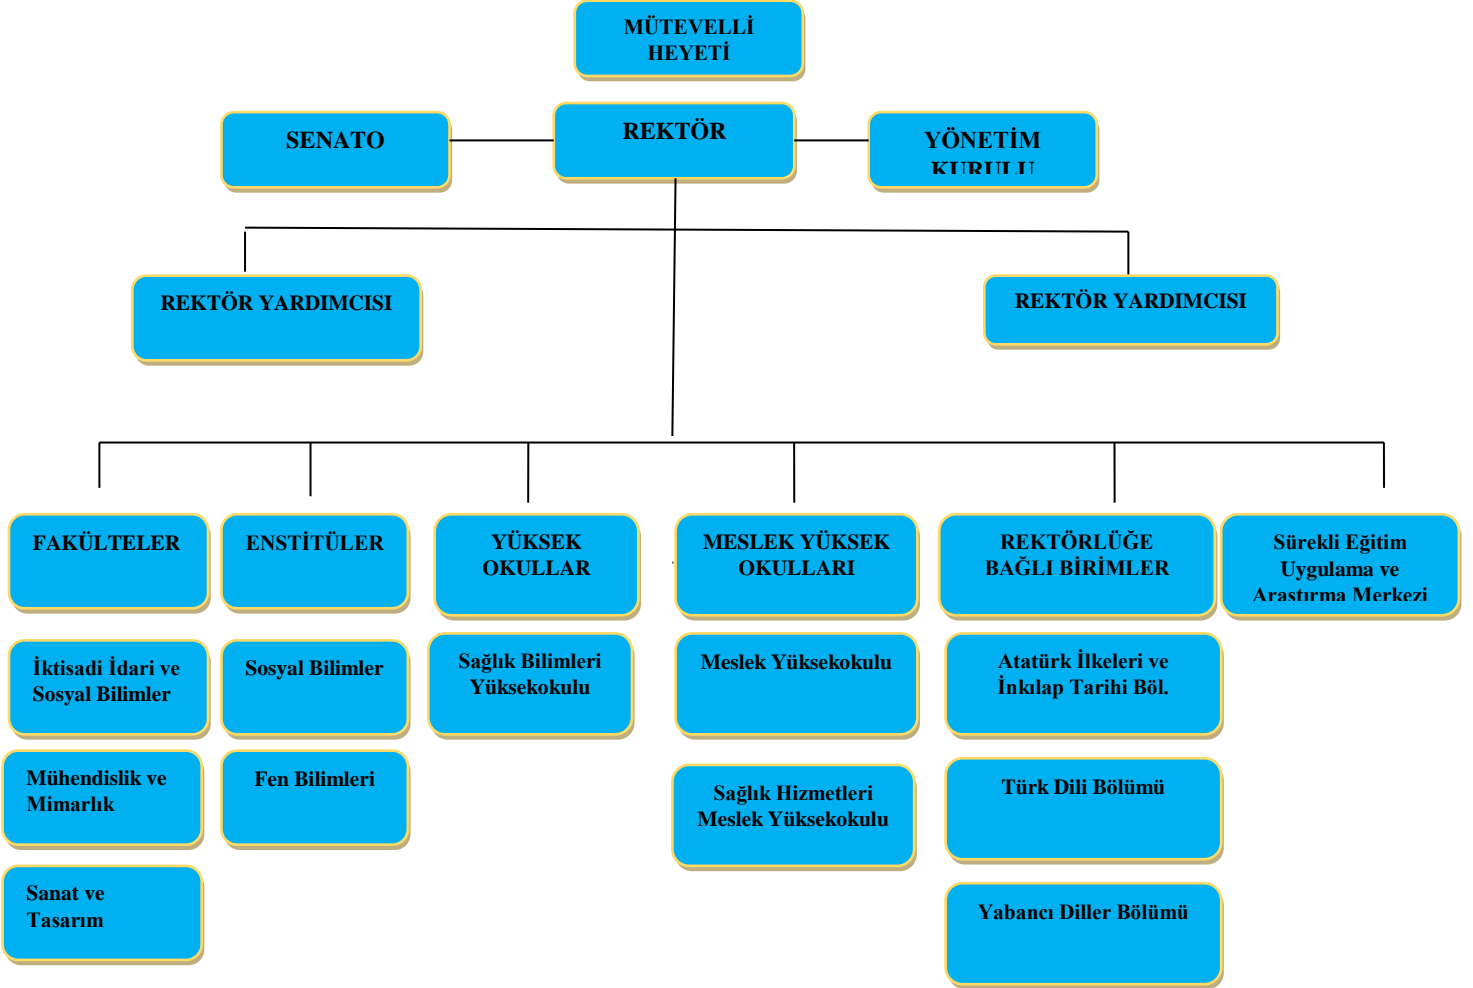 MÜTEVELLİ
HEYETİ
SENATO
REKTÖR
YÖNETİM
KURULU
REKTÖR YARDIMCISI
REKTÖR YARDIMCISI
FAKÜLTELER
ENSTİTÜLER
YÜKSEK
OKULLAR
MESLEK YÜKSEK
OKULLARI
REKTÖRLÜĞE
BAĞLI BİRİMLER
Sürekli Eğitim
Uygulama ve
Araştırma Merkezi
İktisadi İdari ve
Sosyal Bilimler
Sosyal Bilimler
Sağlık Bilimleri
Yüksekokulu
Meslek Yüksekokulu
Atatürk İlkeleri ve
İnkılap Tarihi Böl.
Mühendislik ve
Mimarlık
Fen Bilimleri
Sağlık Hizmetleri
Meslek Yüksekokulu
Türk Dili Bölümü
Sanat ve
Tasarım
Yabancı Diller Bölümü